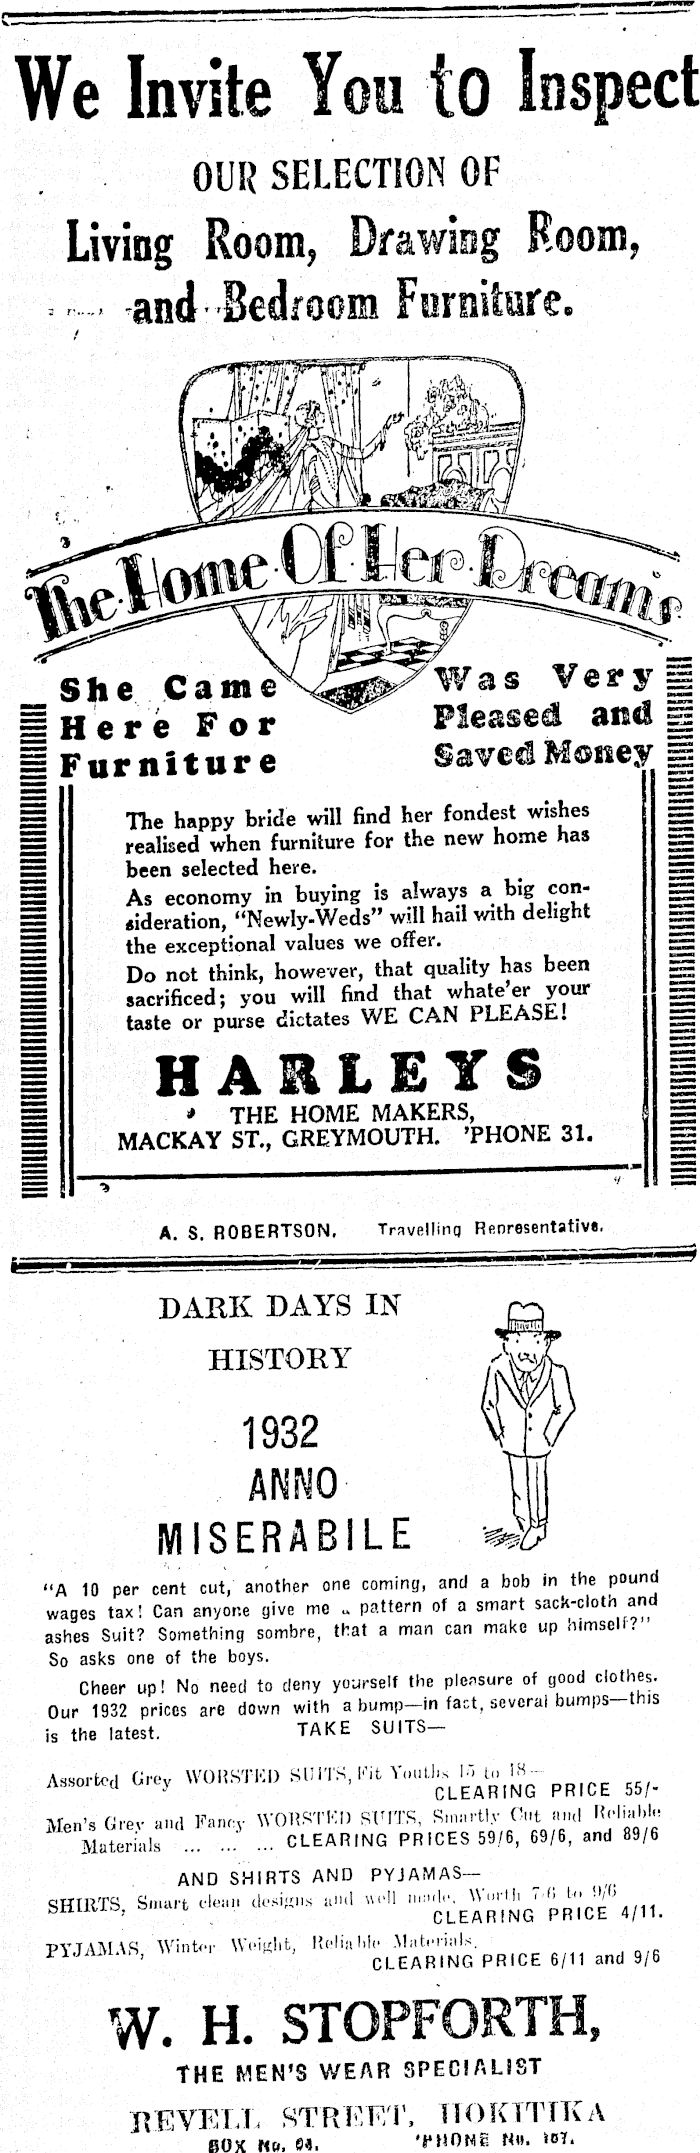 We Invite You to Inspect
OUR SELECTION OF
Living Room, Drawing Room,
and Bedroom Furniture.
The Home Of Her Dreams
She Came
Here For
Furniture
Was Very
Pleased and
Saved Money
The happy bride will find her fondest wishes
realised when furniture for the new home has
been selected here.
As economy in buying is always a big con-
sideration, "Newly-Weds" will hail with delight
the exceptional values we offer.
Do not think, however, that quality has been
sacrificed; you will find that whate'er your
taste or purse dictates WE CAN PLEASE!
HARLEYS
THE HOME MAKERS,
MACKAY ST., GREYMOUTH. 'PHONE 31.
A. S. ROBERTSON, Travelling Representative.
DARK DAYS IN
HISTORY
1932
ANNO
MISERABILE
"A 10 per cent cut, another one coming, and a bob in the pound
wages tax! Can anyone give me pattern of a smart sack-cloth and
ashes Suit? Something sombre, that a man can make up himself?"
So asks one of the boys.
Cheer up! No need to deny yourself the pleasure of good clothes.
Our 1932 prices are down with a bump—in fact, several bumps—this
is the latest. TAKE SUITS—
Assorted Grey WORSTED SUITS, Fit Youths 15 to 18—
CLEARING PRICE 55/-
Men's Grey and Fancy WORSTED SUITS, Smartly Cut and Reliable
Materials ... ... ... CLEARING PRICES 59/6, 69/6, and 89/6
AND SHIRTS AND PYJAMAS—
SHIRTS, Smart clean designs and well made. Worth 7/6 to 9/6
CLEARING PRICE 4/11.
PYJAMAS, Winter Weight, Reliable Materials.
CLEARING PRICE 6/11 and 9/6
W. H. STOPFORTH,
THE MEN'S WEAR SPECIALIST
REVELL STREET, HOKITIKA
BOX No. 'PHONE No.